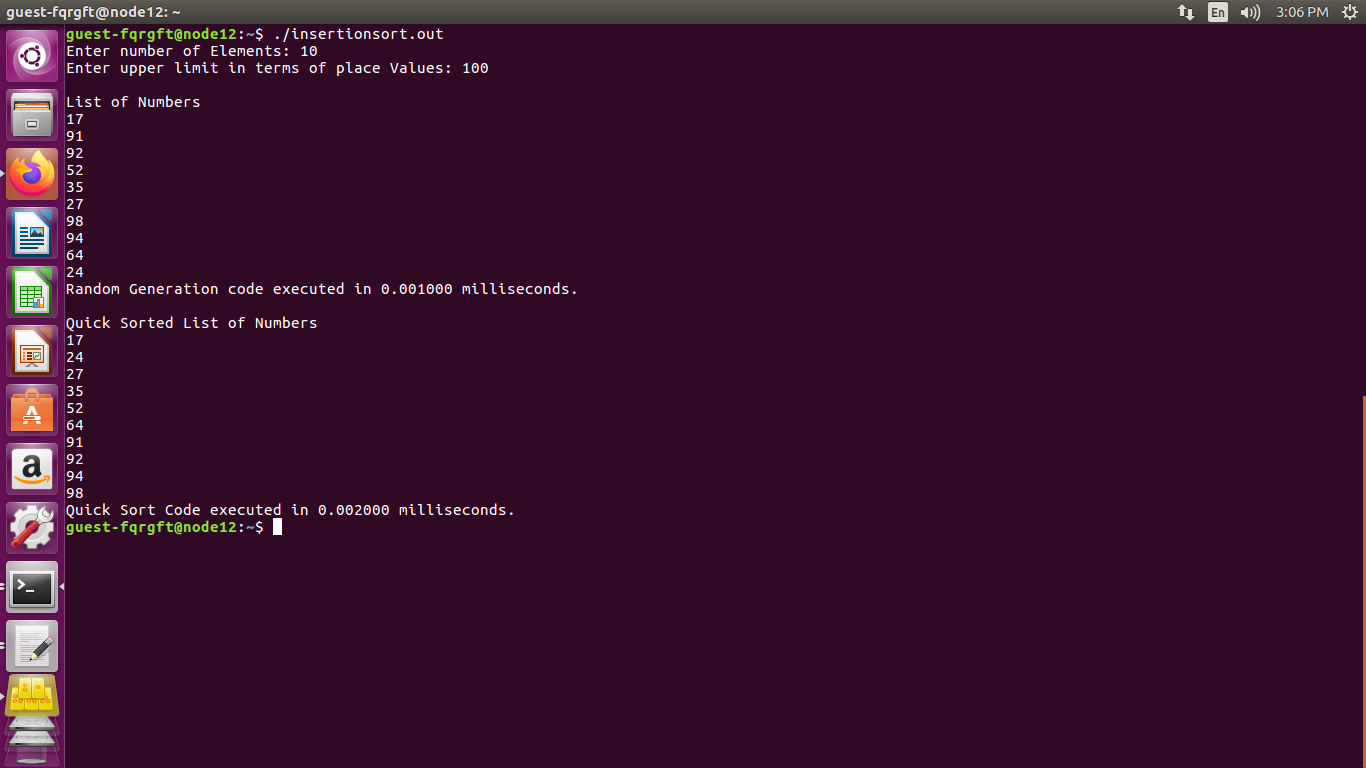 guest-fqrgft@node12: ~
En
3:06 PM
guest-fqrgft@node12:~$ ./insertionsort.out
Enter number of Elements: 10
Enter upper limit in terms of place Values: 100
List of Numbers
17
91
92
52
35
27
98
94
64
24
Random Generation code executed in 0.001000 milliseconds.
Quick Sorted List of Numbers
17
24
27
35
52
64
91
92
94
98
Quick Sort Code executed in 0.002000 milliseconds.
guest-fqrgft@node12:~$